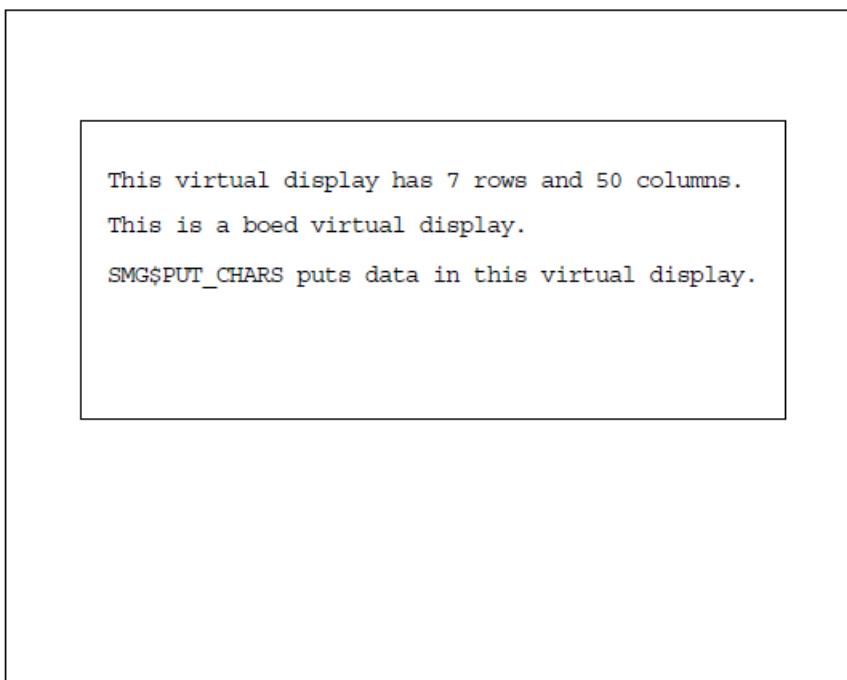 This virtual display has 7 rows and 50 columns.
This is a boed virtual display.
SMG$PUT_CHARS puts data in this virtual display.